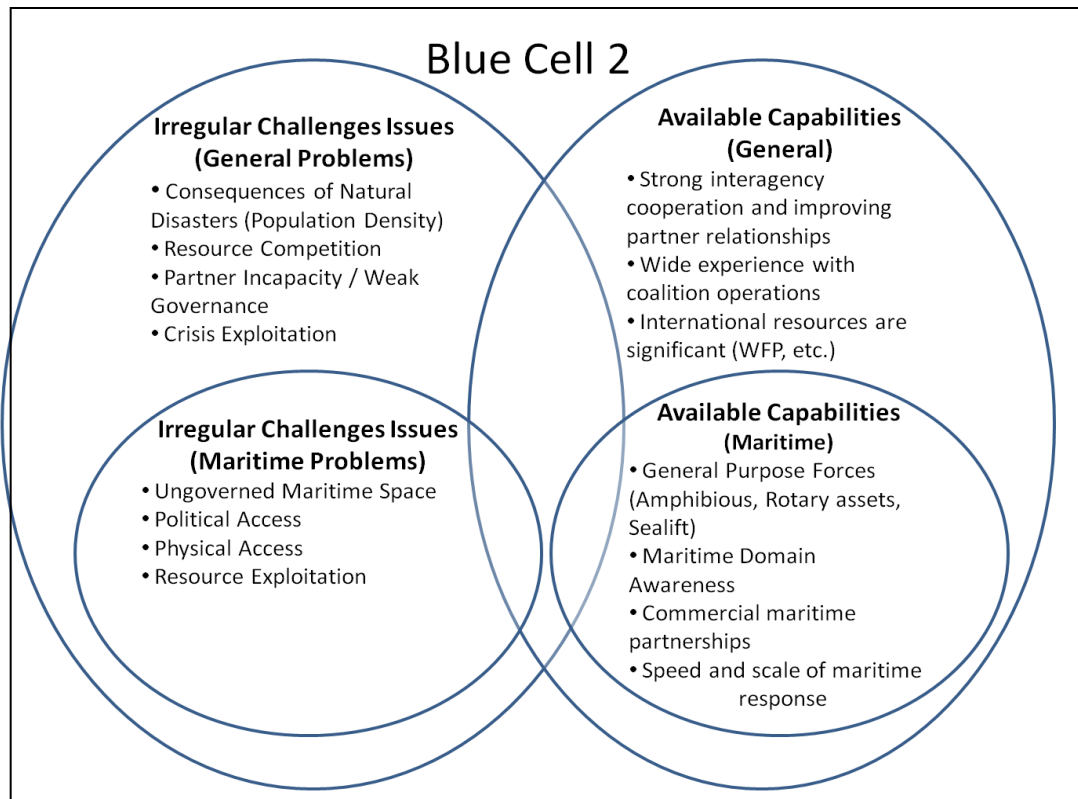 Blue Cell 2
Irregular Challenges Issues
(General Problems)
• Consequences of Natural
Disasters (Population Density)
• Resource Competition
• Partner Incapacity / Weak
Governance
• Crisis Exploitation
Available Capabilities
(General)
• Strong interagency
cooperation and improving
partner relationships
• Wide experience with
coalition operations
• International resources are
significant (WFP, etc.)
Irregular Challenges Issues
(Maritime Problems)
• Ungoverned Maritime Space
• Political Access
• Physical Access
• Resource Exploitation
Available Capabilities
(Maritime)
• General Purpose Forces
(Amphibious, Rotary assets,
Sealift)
• Maritime Domain
Awareness
• Commercial maritime
partnerships
• Speed and scale of maritime
response